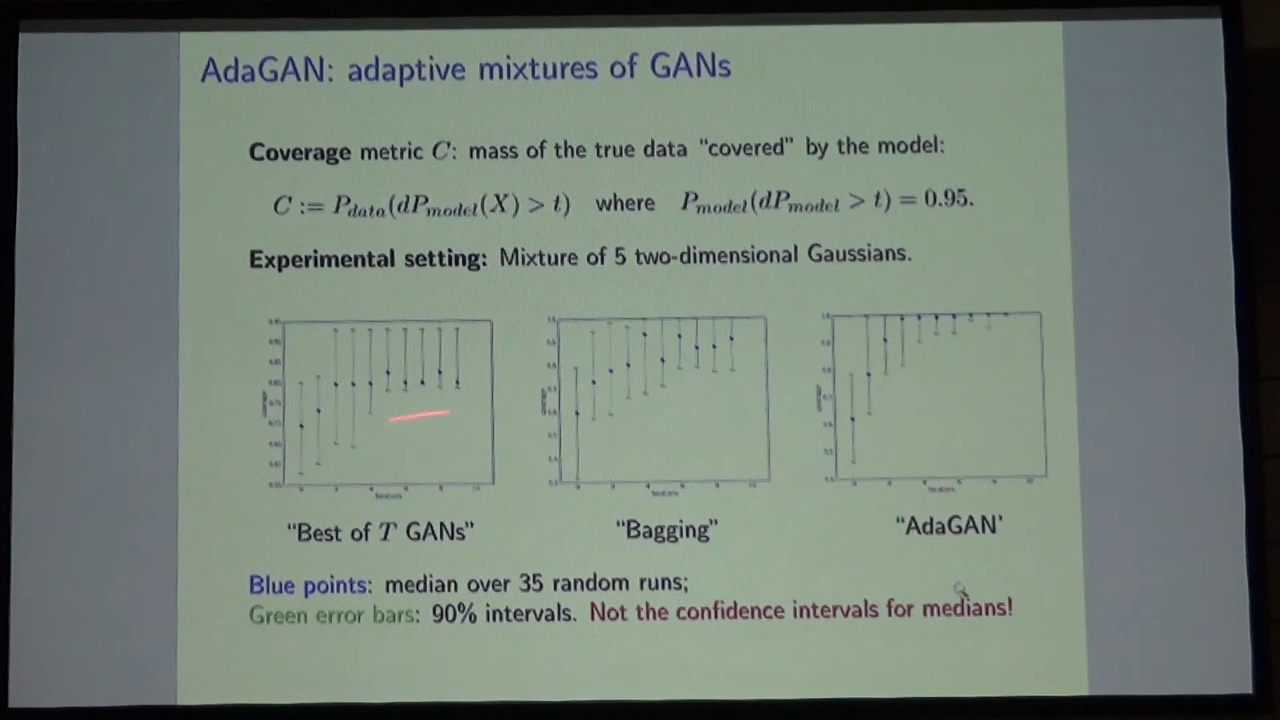 AdaGAN: adaptive mixtures of GANs
Coverage metric C: mass of the true data "covered" by the model:
C := P_data(dP_model(X) > t) where P_model(dP_model > t) = 0.95.
Experimental setting: Mixture of 5 two-dimensional Gaussians.
"Best of T GANs" "Bagging" "AdaGAN'
Blue points: median over 35 random runs;
Green error bars: 90% intervals. Not the confidence intervals for medians!